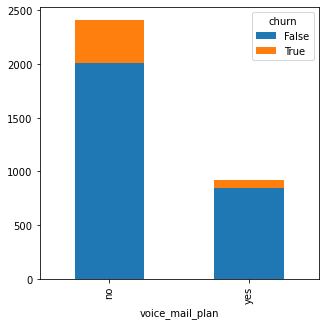 2500
2000
1500
1000
500
0
churn
False
True
no
yes
voice_mail_plan